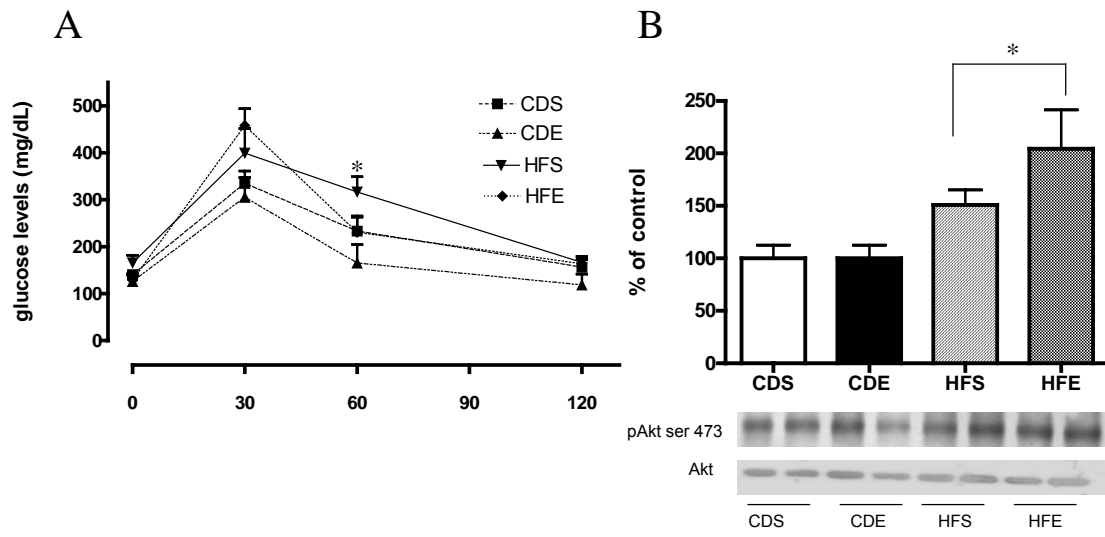 A
glucose levels (mg/dL)
500
400
300
200
100
0
0 30 60 90 120
*
CDS
CDE
HFS
HFE
B
*
% of control
250
200
150
100
50
0
CDS CDE HFS HFE
pAkt ser 473
Akt
CDS CDE HFS HFE